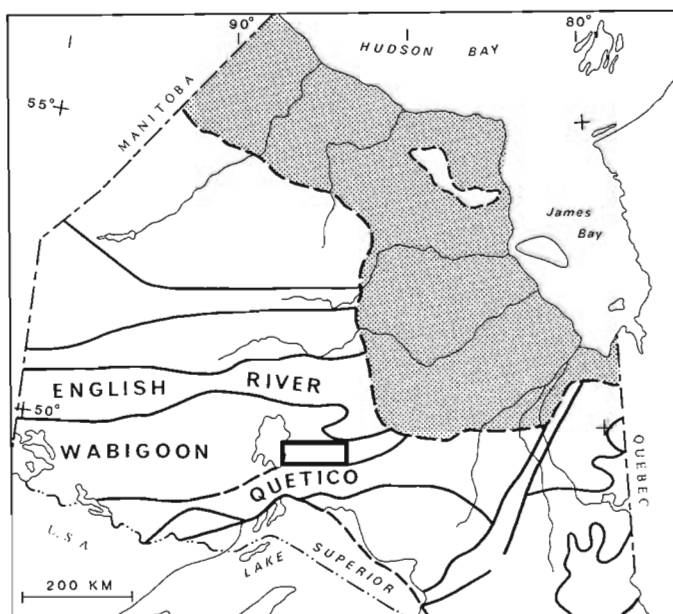 90°
80°
HUDSON BAY
55°
MANITOBA
James
Bay
ENGLISH RIVER
50°
WABIGOON
QUETICO
QUEBEC
U.S.A
LAKE SUPERIOR
200 KM